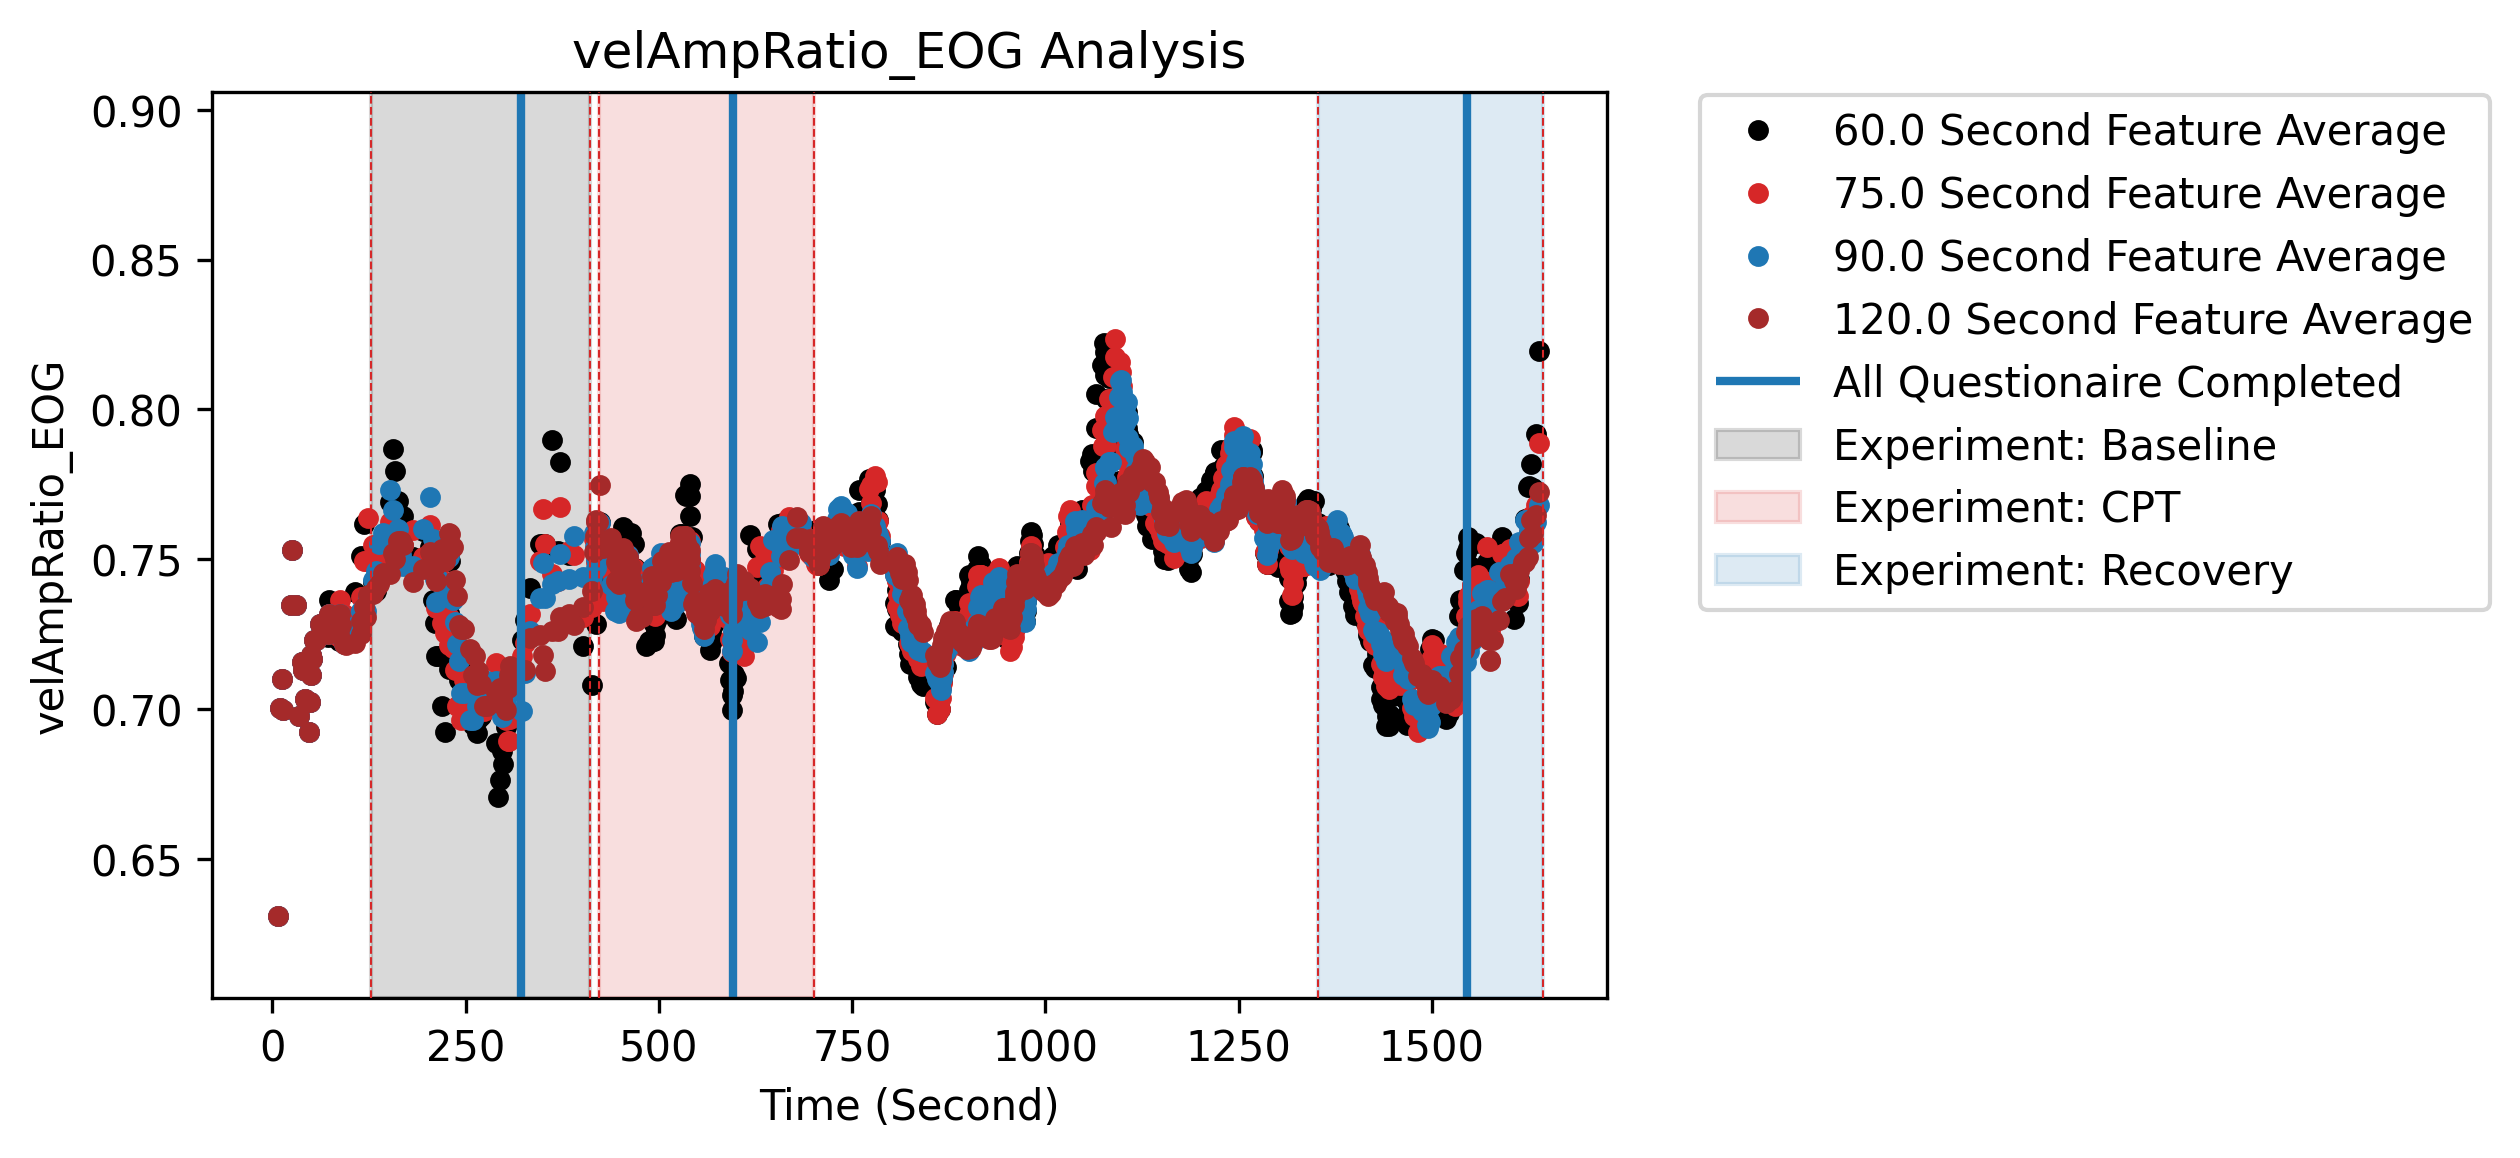 velAmpRatio_EOG Analysis
0.90
0.85
0.80
0.75
0.70
0.65
velAmpRatio_EOG
0
250
500
750
1000
1250
1500
Time (Second)
60.0 Second Feature Average
75.0 Second Feature Average
90.0 Second Feature Average
120.0 Second Feature Average
All Questionaire Completed
Experiment: Baseline
Experiment: CPT
Experiment: Recovery